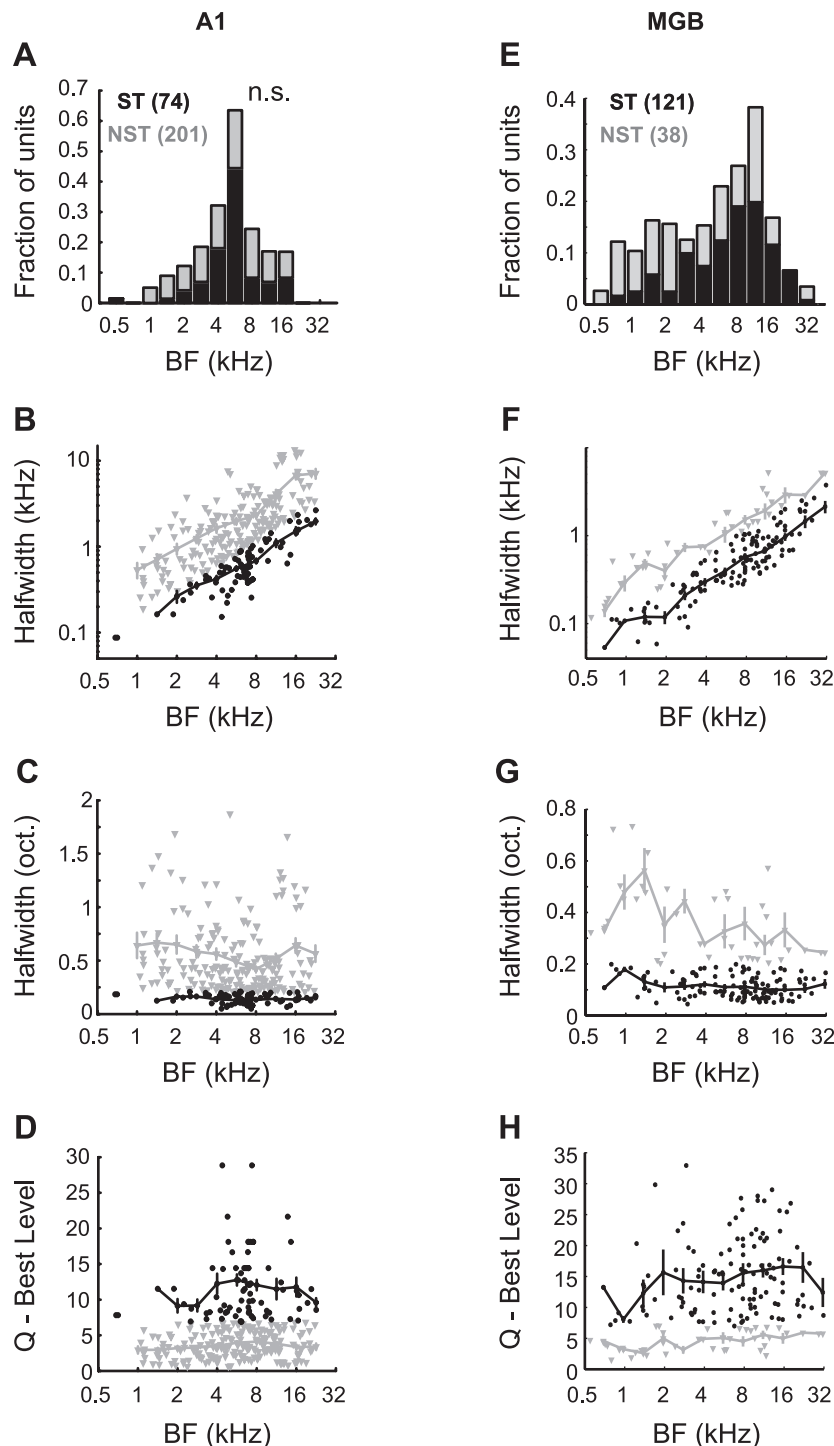 A1
MGB
A
0.7
0.6
0.5
0.4
0.3
0.2
0.1
0
Fraction of units
ST (74)
NST (201)
n.s.
0.5 1 2 4 8 16 32
BF (kHz)
E
0.4
0.3
0.2
0.1
0
Fraction of units
ST (121)
NST (38)
0.5 1 2 4 8 16 32
BF (kHz)
B
10
1
0.1
Halfwidth (kHz)
0.5 1 2 4 8 16 32
BF (kHz)
F
1
0.1
Halfwidth (kHz)
0.5 1 2 4 8 16 32
BF (kHz)
C
2
1.5
1
0.5
0
Halfwidth (oct.)
0.5 1 2 4 8 16 32
BF (kHz)
G
0.8
0.6
0.4
0.2
0
Halfwidth (oct.)
0.5 1 2 4 8 16 32
BF (kHz)
D
30
25
20
15
10
5
0
Q - Best Level
0.5 1 2 4 8 16 32
BF (kHz)
H
35
30
25
20
15
10
5
0
Q - Best Level
0.5 1 2 4 8 16 32
BF (kHz)